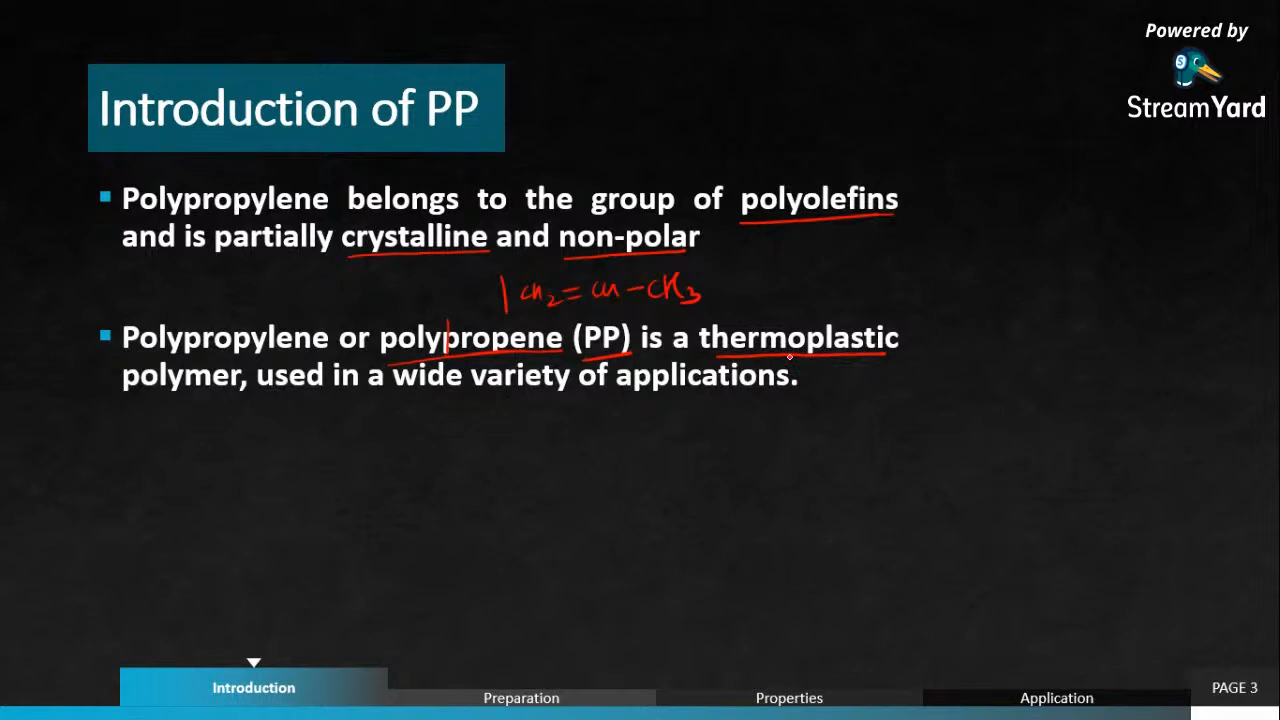 Powered by
StreamYard
Introduction of PP
Polypropylene belongs to the group of polyolefins
and is partially crystalline and non-polar
CH2=CH-CH3
Polypropylene or polypropene (PP) is a thermoplastic
polymer, used in a wide variety of applications.
Introduction
Preparation
Properties
Application
PAGE 3